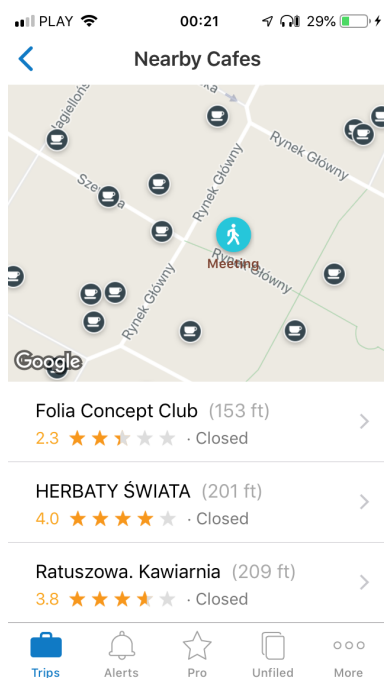 PLAY 00:21 29%
Nearby Cafes
Jagiellońs
ka
Rynek Główny
Szewska
Rynek Główny
Meeting
Rynek Główny
Rynek Główny
Google
Folia Concept Club (153 ft)
2.3 · Closed
HERBATY ŚWIATA (201 ft)
4.0 · Closed
Ratuszowa. Kawiarnia (209 ft)
3.8 · Closed
Trips Alerts Pro Unfiled More